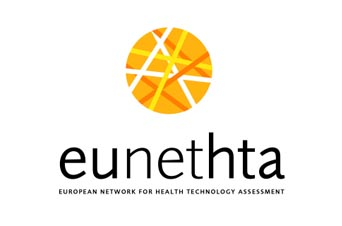 eunethta
EUROPEAN NETWORK FOR HEALTH TECHNOLOGY ASSESSMENT